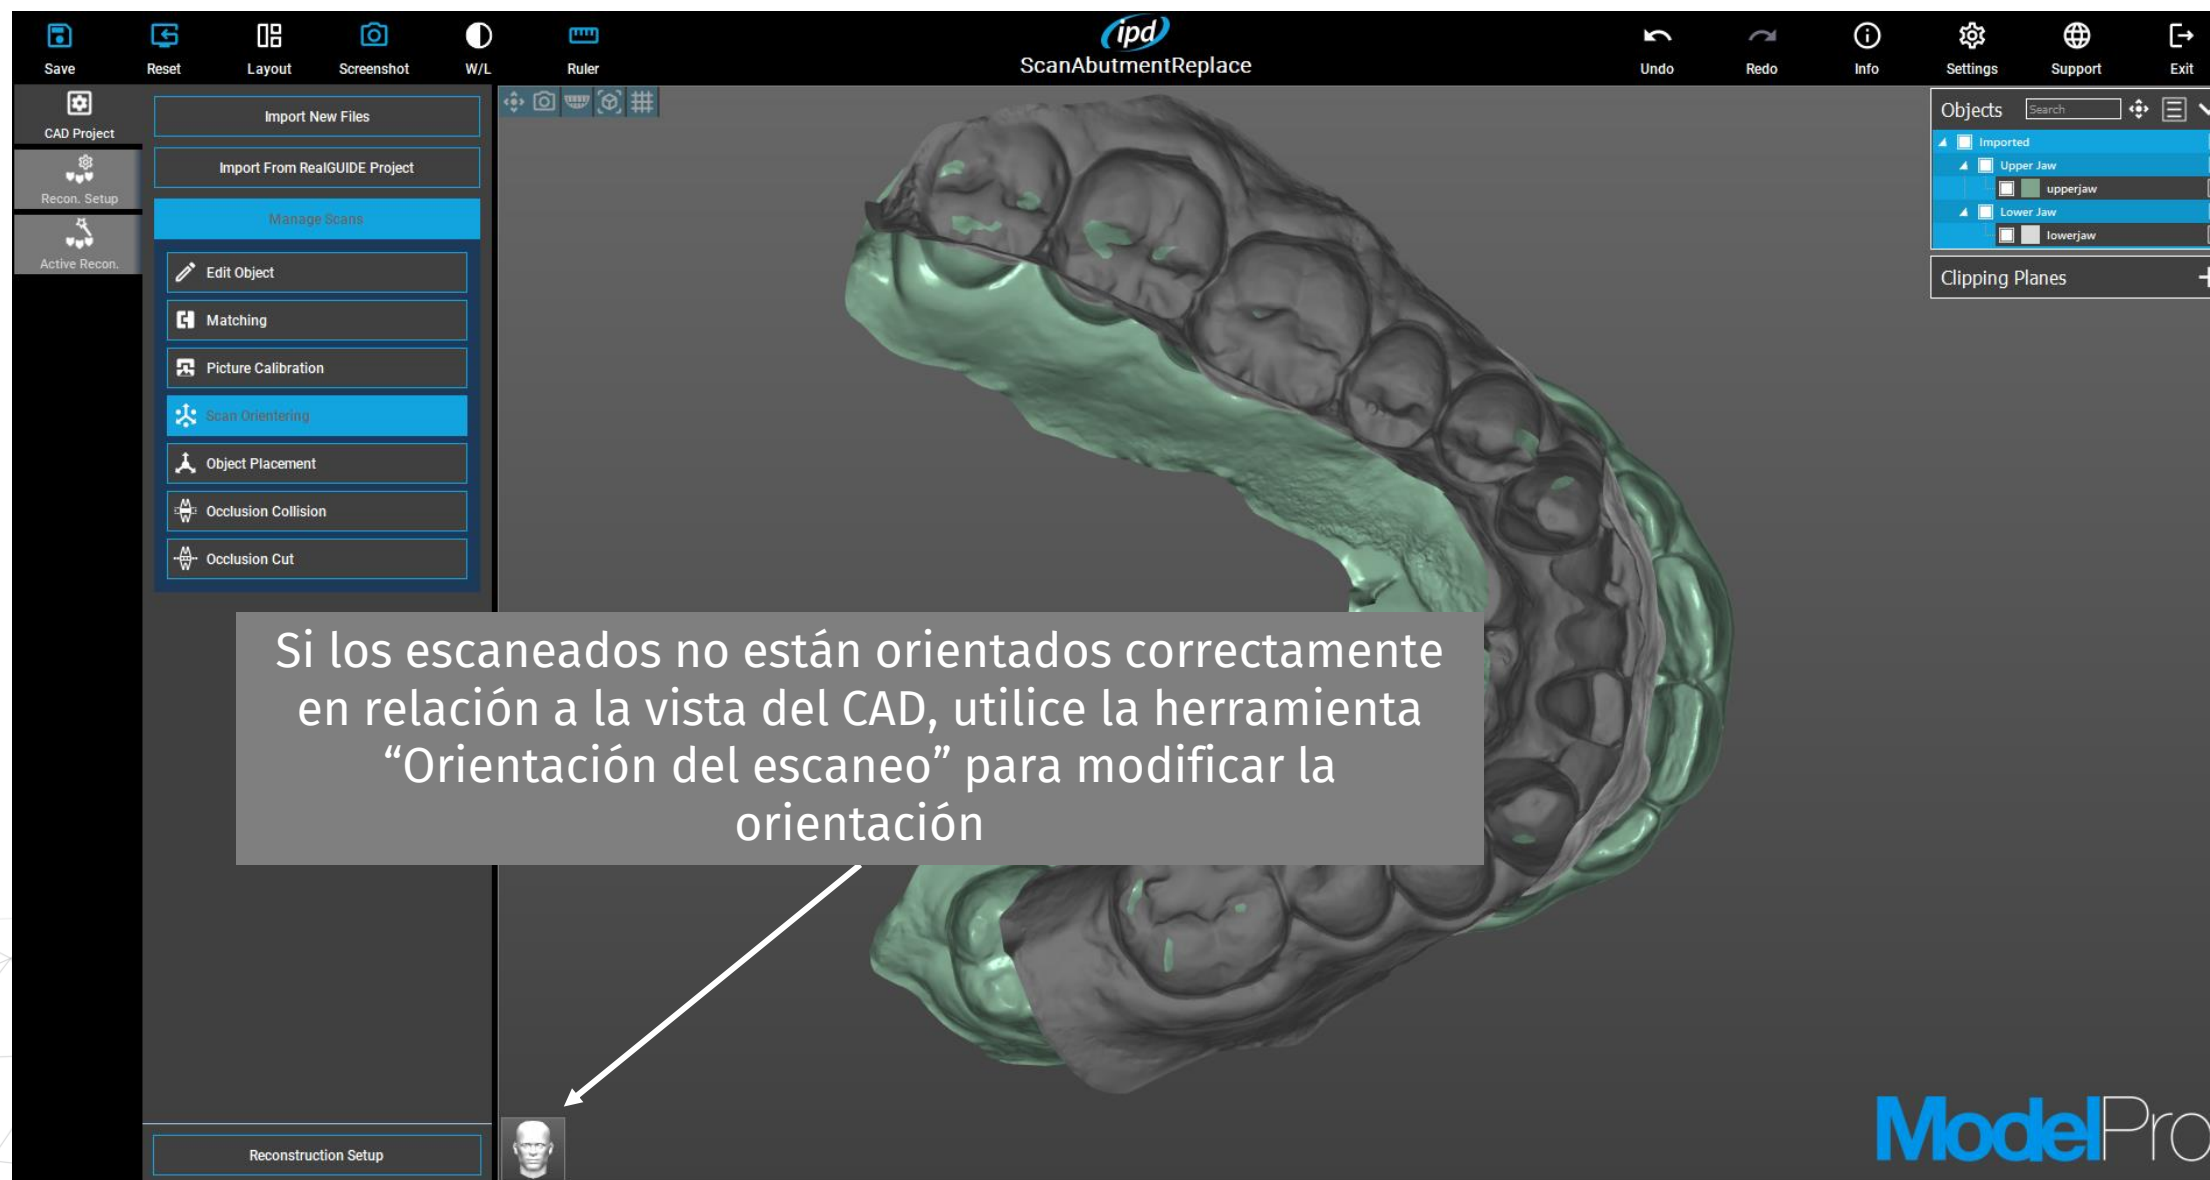 ipd
Save Reset Layout Screenshot W/L Ruler ScanAbutmentReplace Undo Redo Info Settings Support Exit
CAD Project
Recon. Setup
Active Recon.
Import New Files
Import From RealGUIDE Project
Manage Scans
Edit Object
Matching
Picture Calibration
Scan Orientering
Object Placement
Occlusion Collision
Occlusion Cut
Objects Search
Imported
Upper Jaw
upperjaw
Lower Jaw
lowerjaw
Clipping Planes
Si los escaneados no están orientados correctamente
en relación a la vista del CAD, utilice la herramienta
“Orientación del escaneo” para modificar la
orientación
Reconstruction Setup
ModelPro